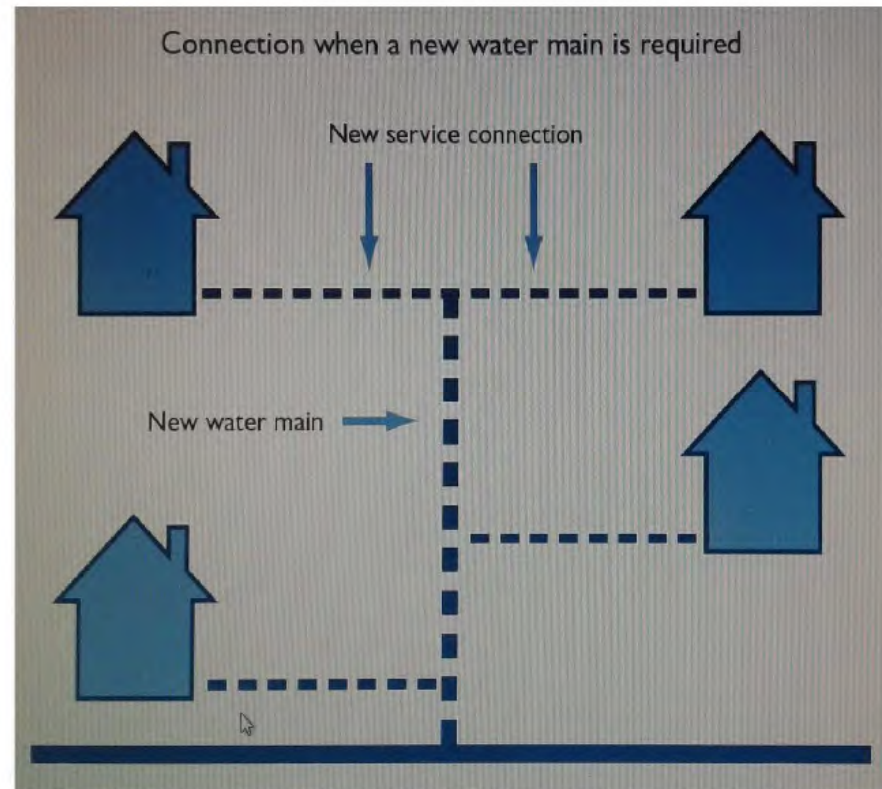 Connection when a new water main is required
New service connection
New water main